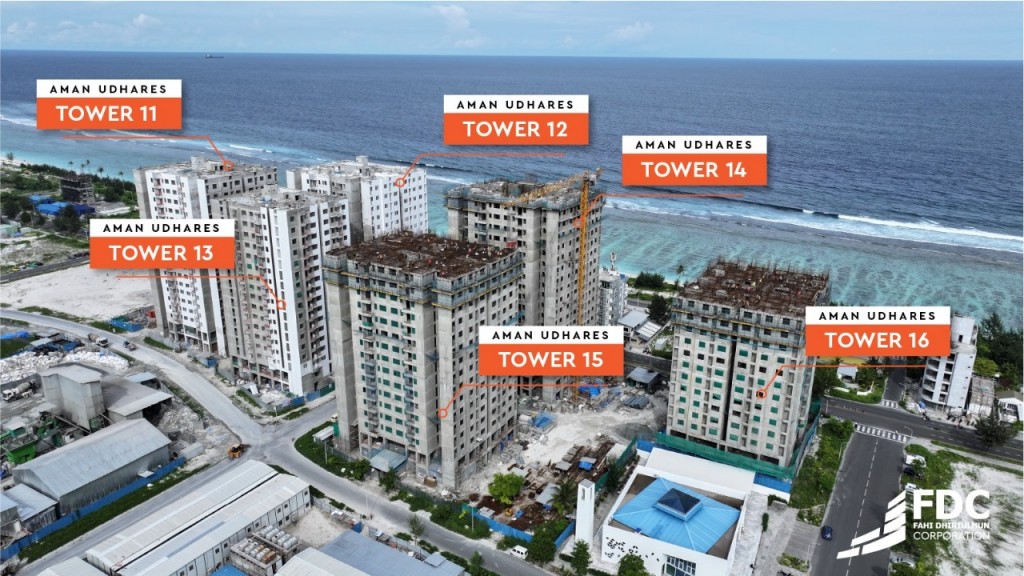 AMAN UDHARES
TOWER 11
AMAN UDHARES
TOWER 12
AMAN UDHARES
TOWER 14
AMAN UDHARES
TOWER 13
AMAN UDHARES
TOWER 15
AMAN UDHARES
TOWER 16
FDC
FAHI DHIRIULHUN
CORPORATION